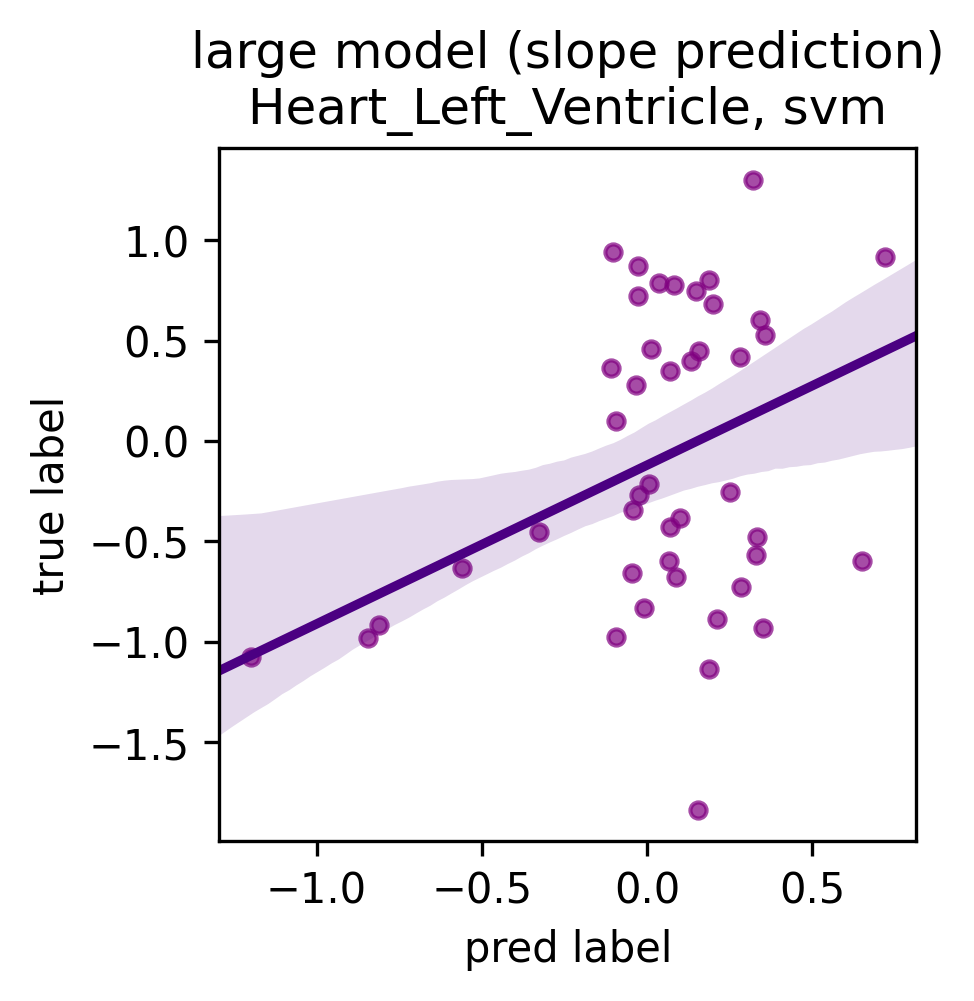 large model (slope prediction)
Heart_Left_Ventricle, svm
1.0
0.5
0.0
−0.5
−1.0
−1.5
true label
−1.0 −0.5 0.0 0.5
pred label